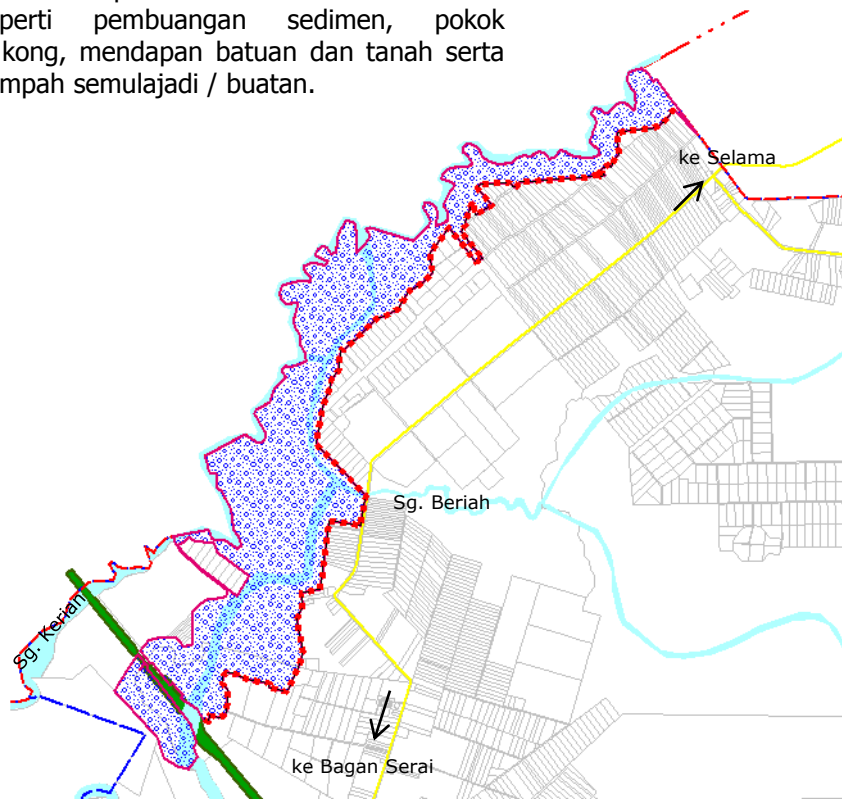 perti pembuangan sedimen, pokok
kong, mendapan batuan dan tanah serta
mpah semulajadi / buatan.
ke Selama
Sg. Beriah
Sg. Kerian
ke Bagan Serai